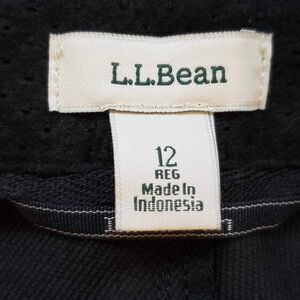 L.L.Bean
12
REG
Made In
Indonesia